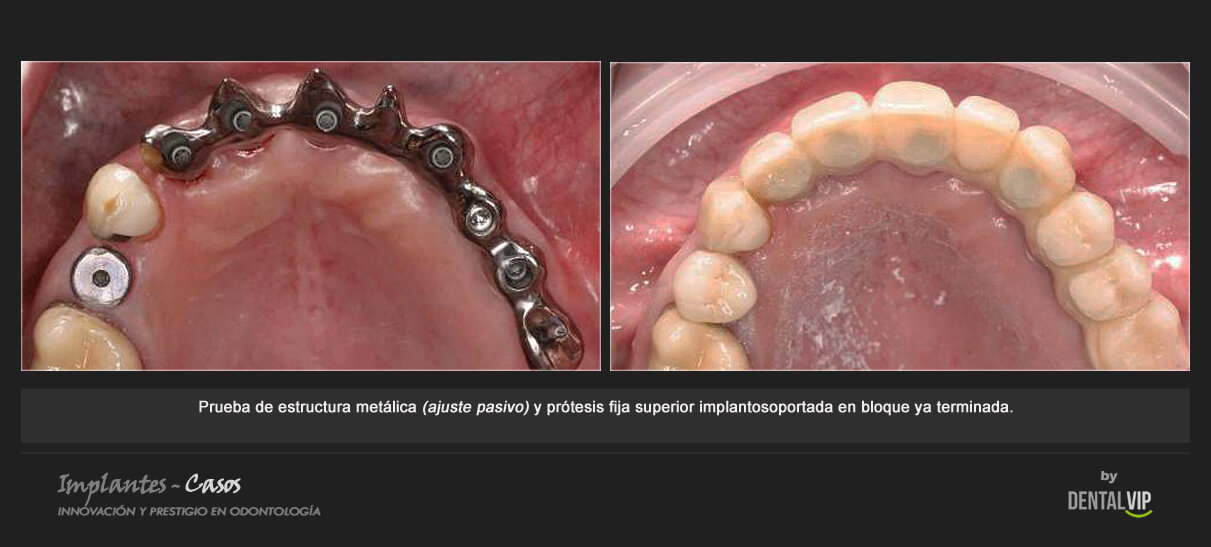 Prueba de estructura metálica (ajuste pasivo) y prótesis fija superior implantosoportada en bloque ya terminada.
Implantes - Casos
INNOVACIÓN Y PRESTIGIO EN ODONTOLOGÍA
by
DENTALVIP